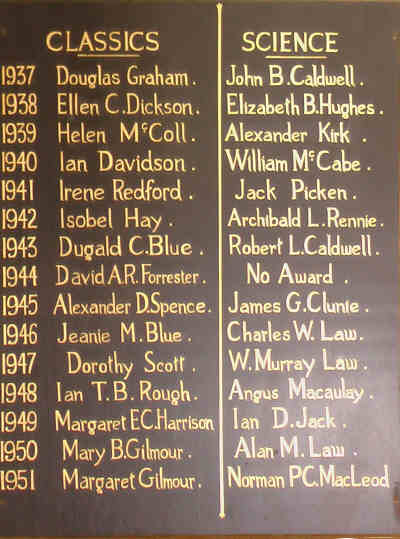 CLASSICS SCIENCE
1937 Douglas Graham. John B. Caldwell.
1938 Ellen C. Dickson. Elizabeth B. Hughes.
1939 Helen McColl. Alexander Kirk.
1940 Ian Davidson. William McCabe.
1941 Irene Redford. Jack Picken.
1942 Isobel Hay. Archibald L. Rennie.
1943 Dugald C. Blue. Robert L. Caldwell.
1944 David A.R. Forrester. No Award.
1945 Alexander D. Spence. James G. Clunie.
1946 Jeanie M. Blue. Charles W. Law.
1947 Dorothy Scott. W. Murray Law.
1948 Ian T.B. Rough. Angus Macaulay.
1949 Margaret E.C. Harrison Ian D. Jack.
1950 Mary B. Gilmour. Alan M. Law.
1951 Margaret Gilmour. Norman P.C. MacLeod